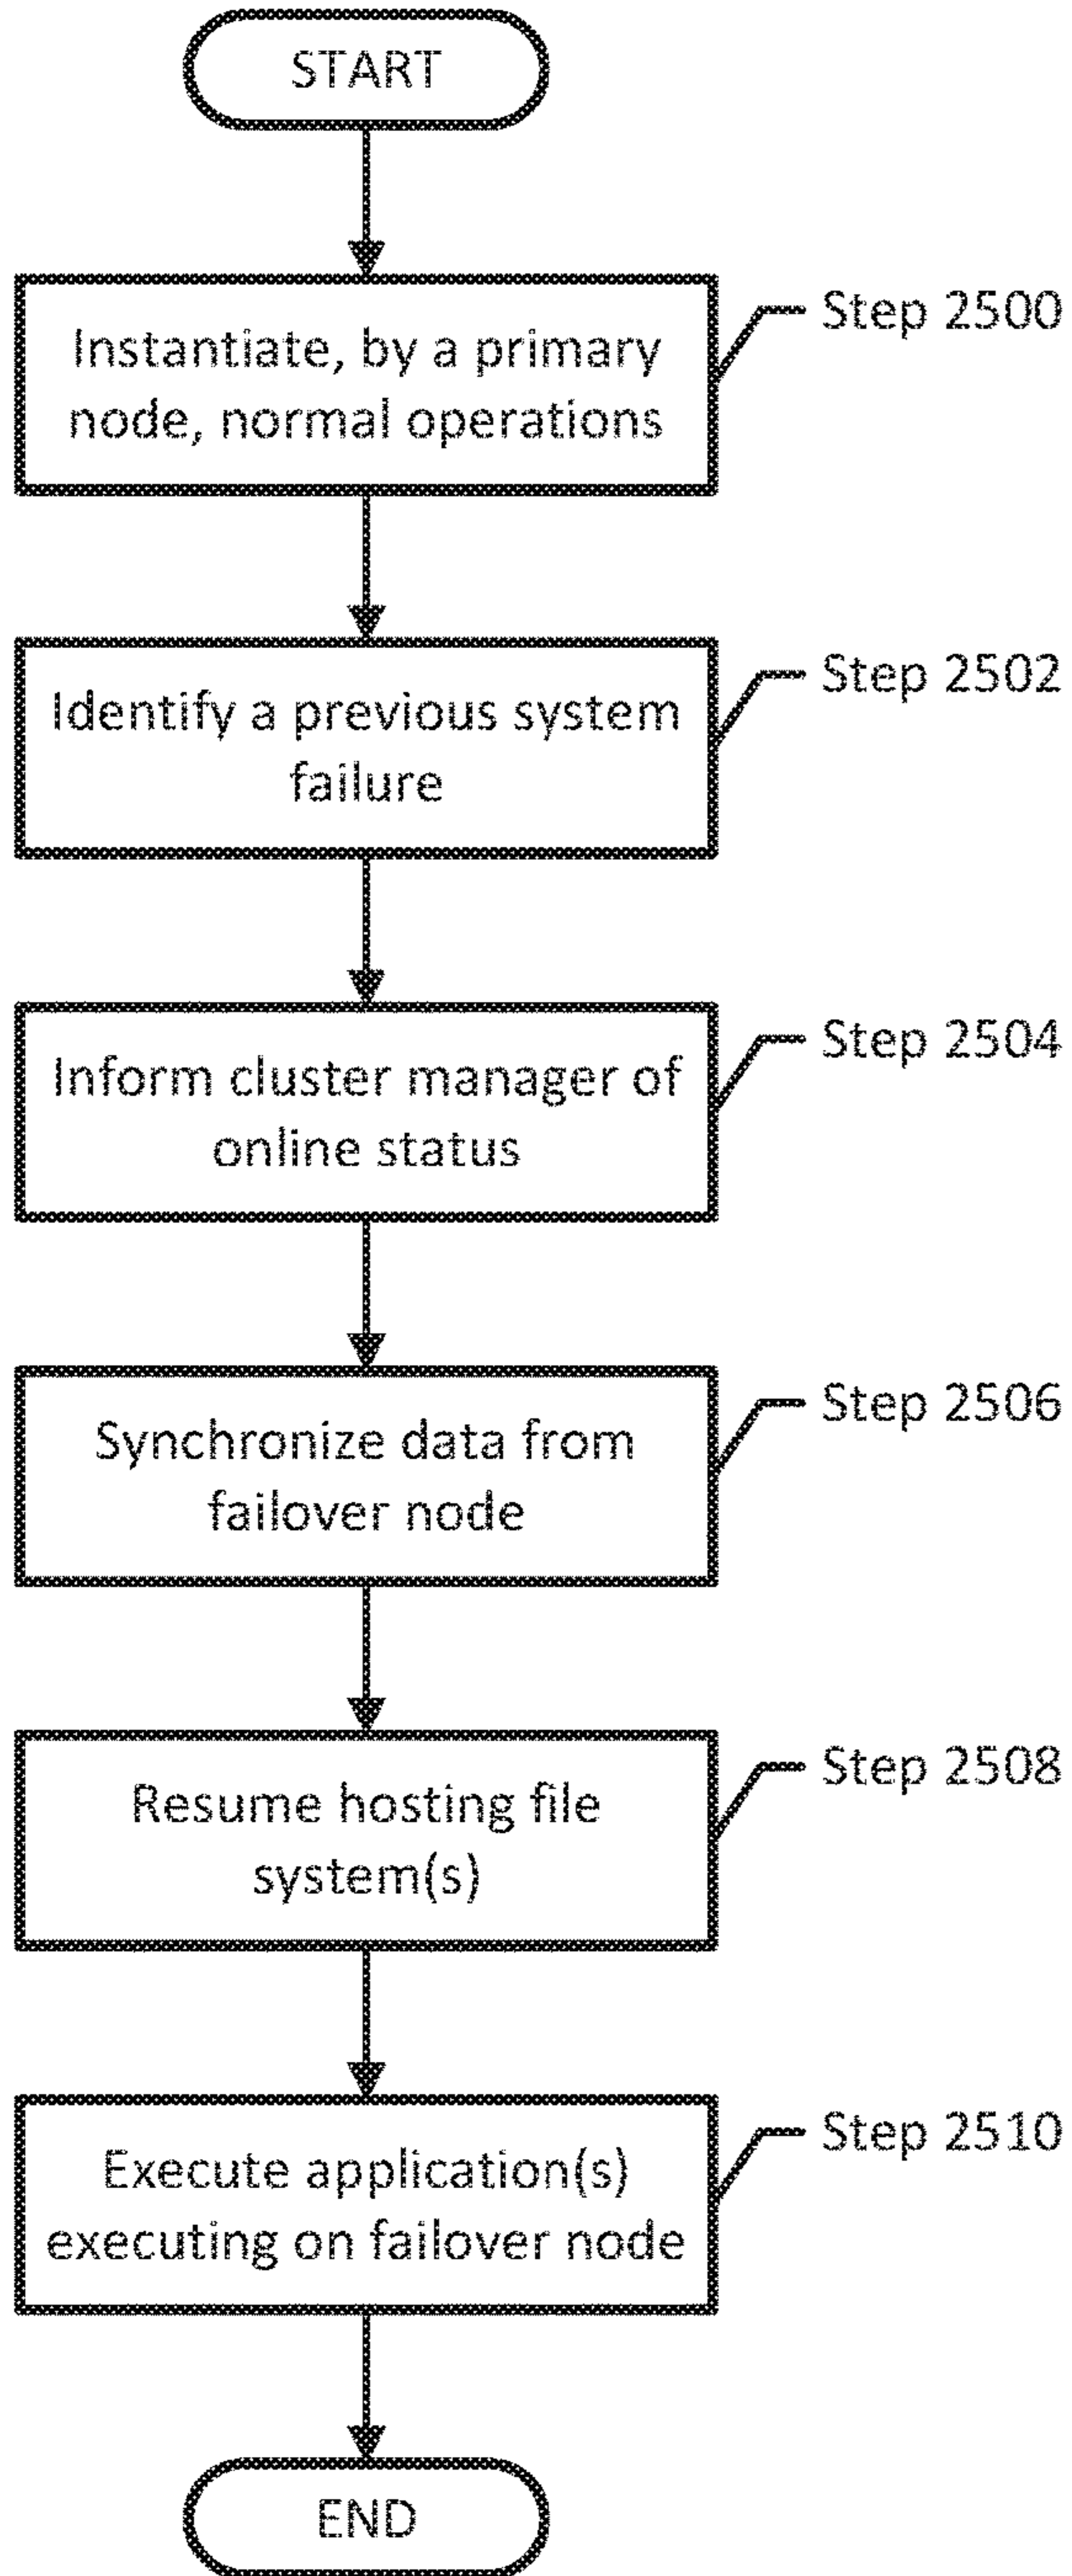 START
Instantiate, by a primary
node, normal operations
Step 2500
Identify a previous system
failure
Step 2502
Inform cluster manager of
online status
Step 2504
Synchronize data from
failover node
Step 2506
Resume hosting file
system(s)
Step 2508
Execute application(s)
executing on failover node
Step 2510
END